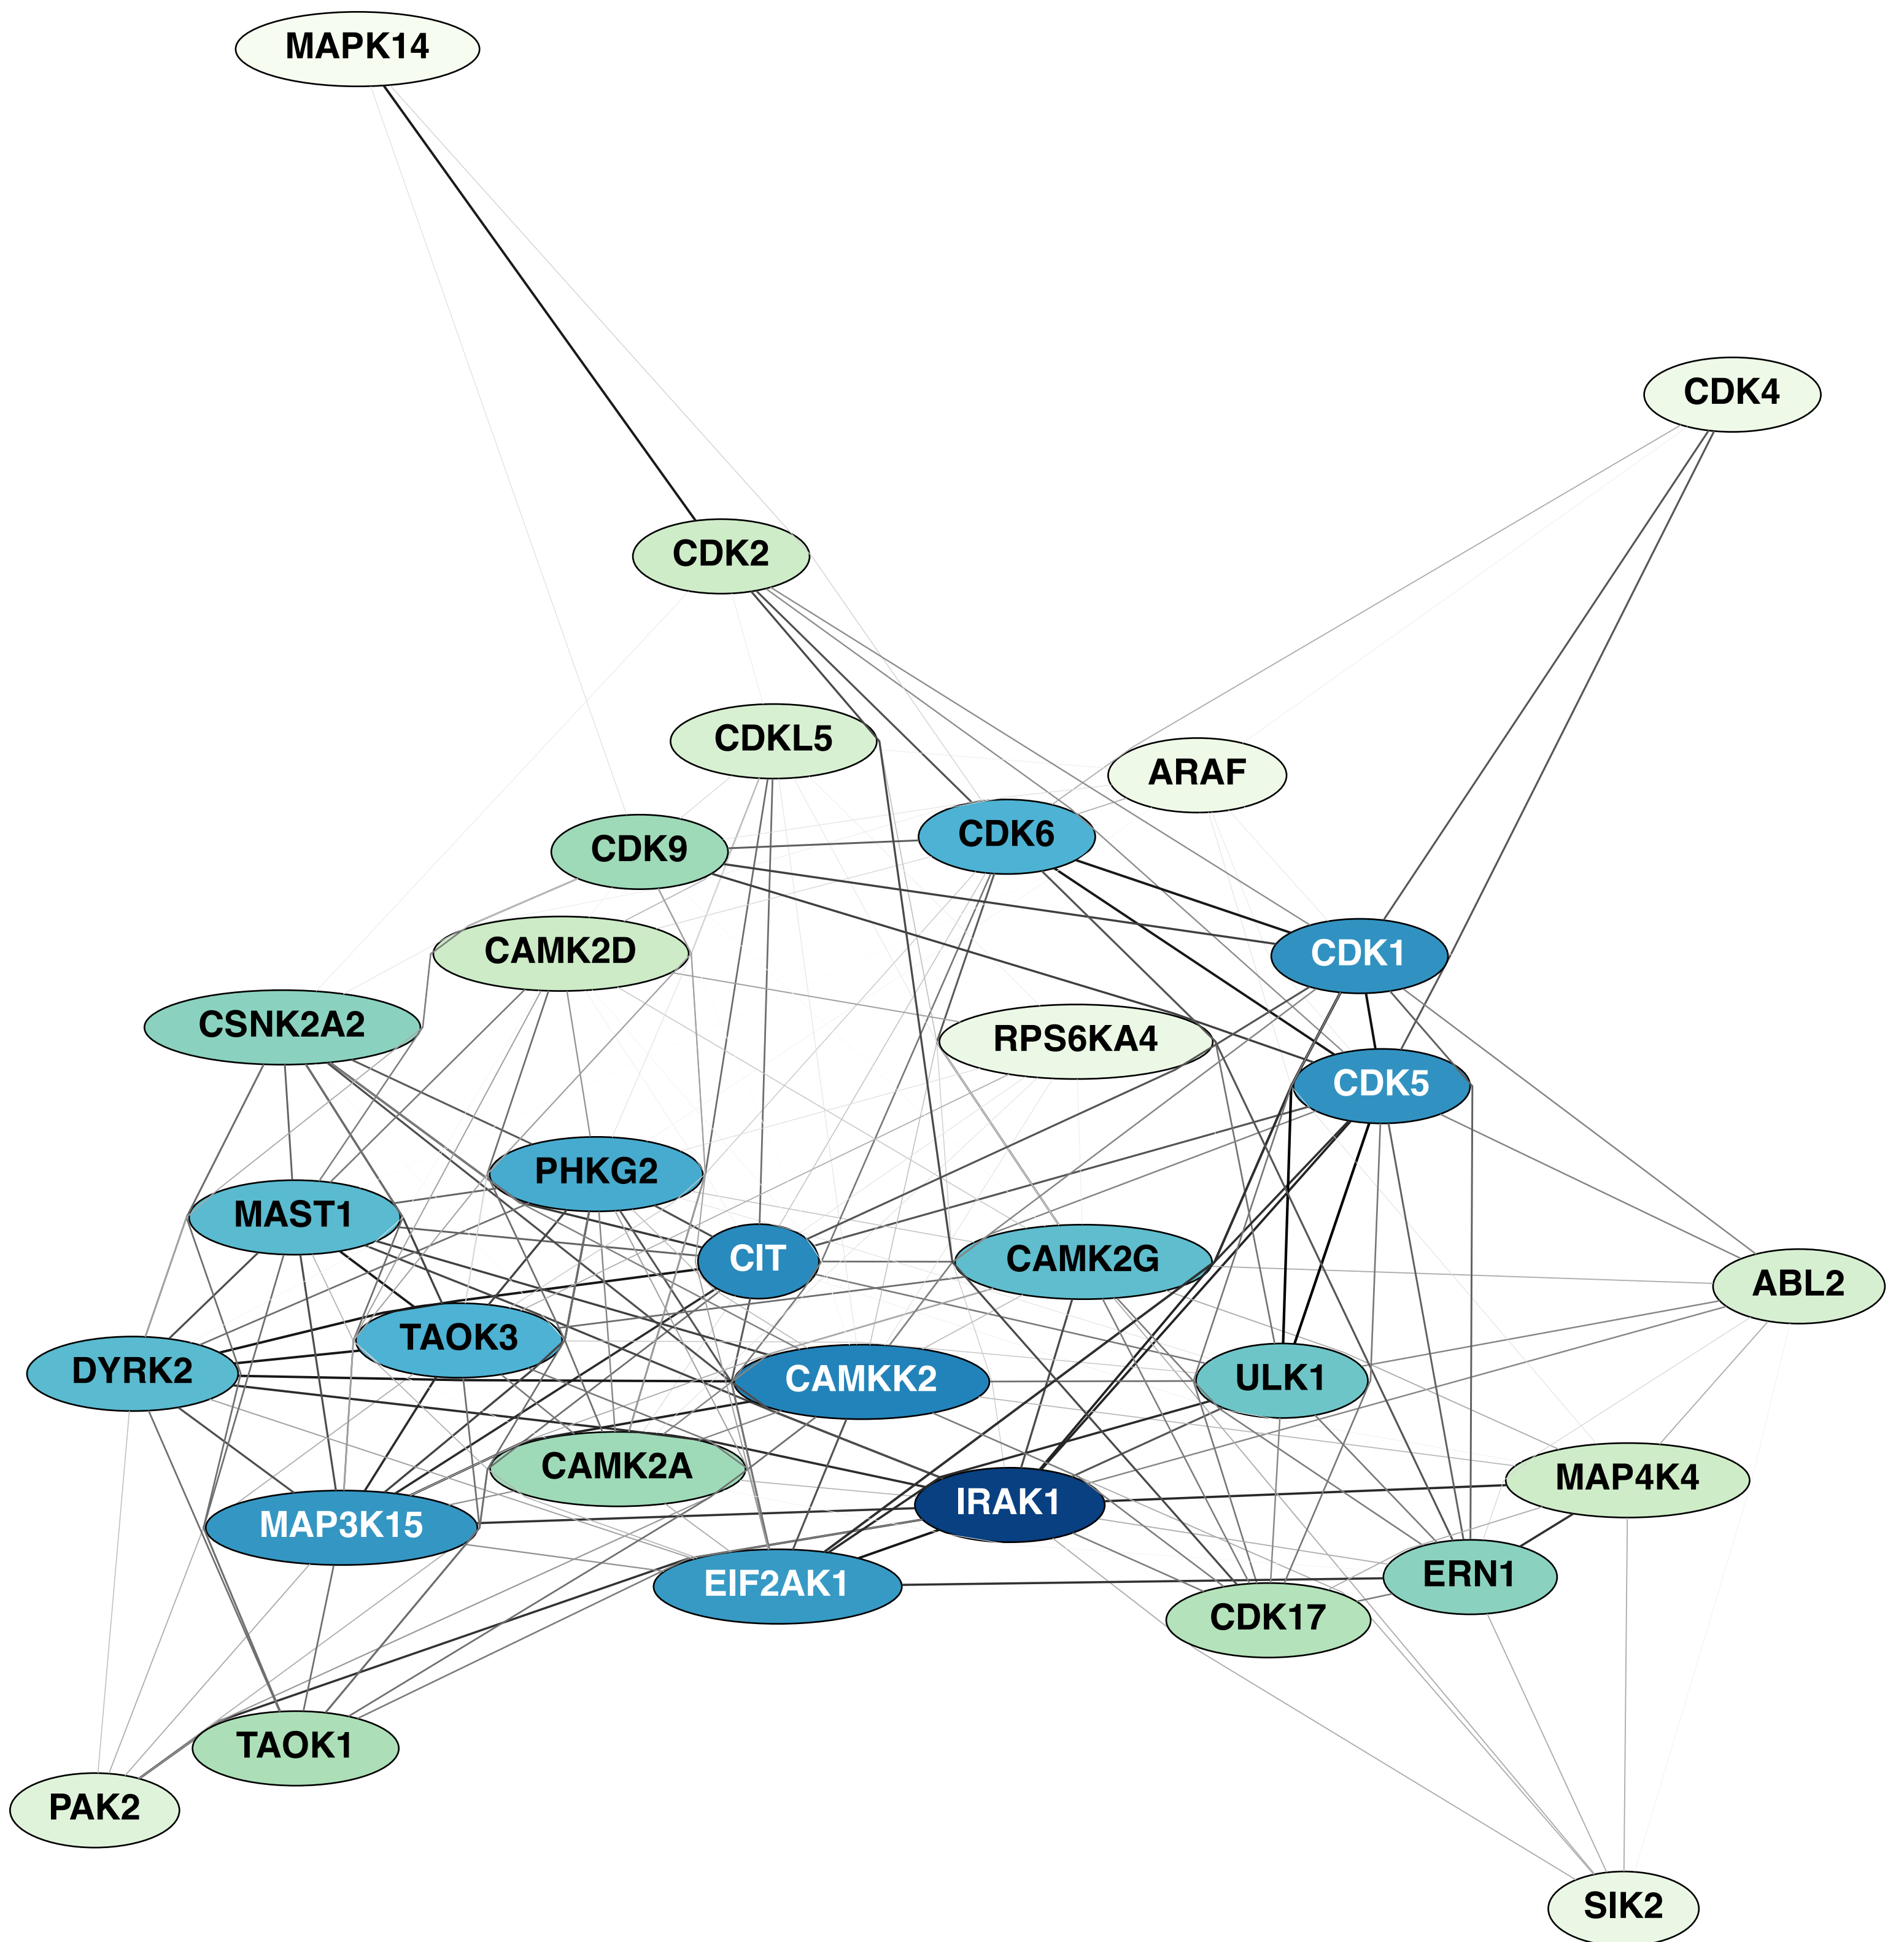 MAPK14
CDK4
CDK2
CDKL5
ARAF
CDK6
CDK9
CAMK2D
CDK1
CSNK2A2
RPS6KA4
CDK5
PHKG2
MAST1
CIT
CAMK2G
ABL2
TAOK3
DYRK2
CAMKK2
ULK1
CAMK2A
MAP4K4
IRAK1
MAP3K15
ERN1
EIF2AK1
CDK17
TAOK1
PAK2
SIK2